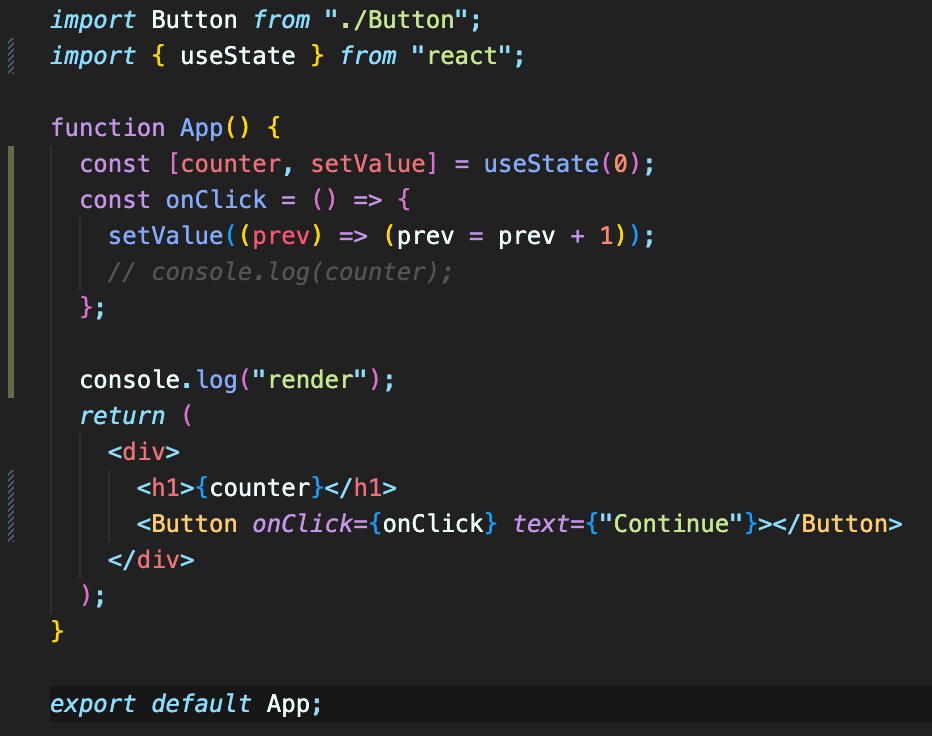 import Button from "./Button";
import { useState } from "react";
function App() {
const [counter, setValue] = useState(0);
const onClick = () => {
setValue((prev) => (prev = prev + 1));
// console.log(counter);
};
console.log("render");
return (
<div>
<h1>{counter}</h1>
<Button onClick={onClick} text={"Continue"}></Button>
</div>
);
}
export default App;